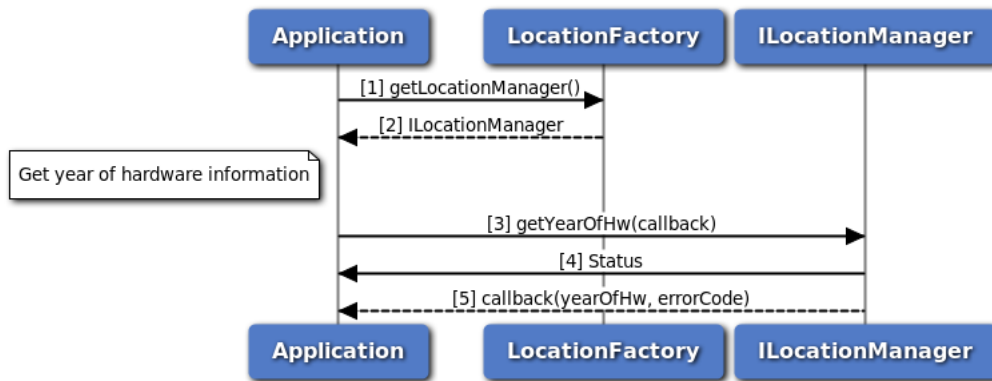 Application
LocationFactory
ILocationManager
[1] getLocationManager()
[2] ILocationManager
Get year of hardware information
[3] getYearOfHw(callback)
[4] Status
[5] callback(yearOfHw, errorCode)
Application
LocationFactory
ILocationManager